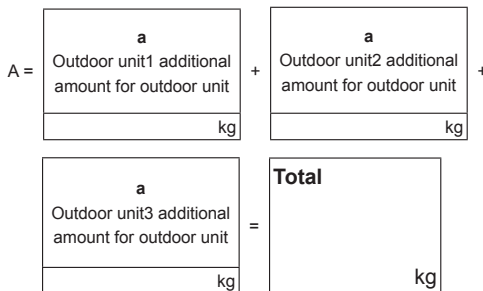 A =
a
Outdoor unit1 additional
amount for outdoor unit
kg
+
a
Outdoor unit2 additional
amount for outdoor unit
kg
+
a
Outdoor unit3 additional
amount for outdoor unit
kg
=
Total
kg